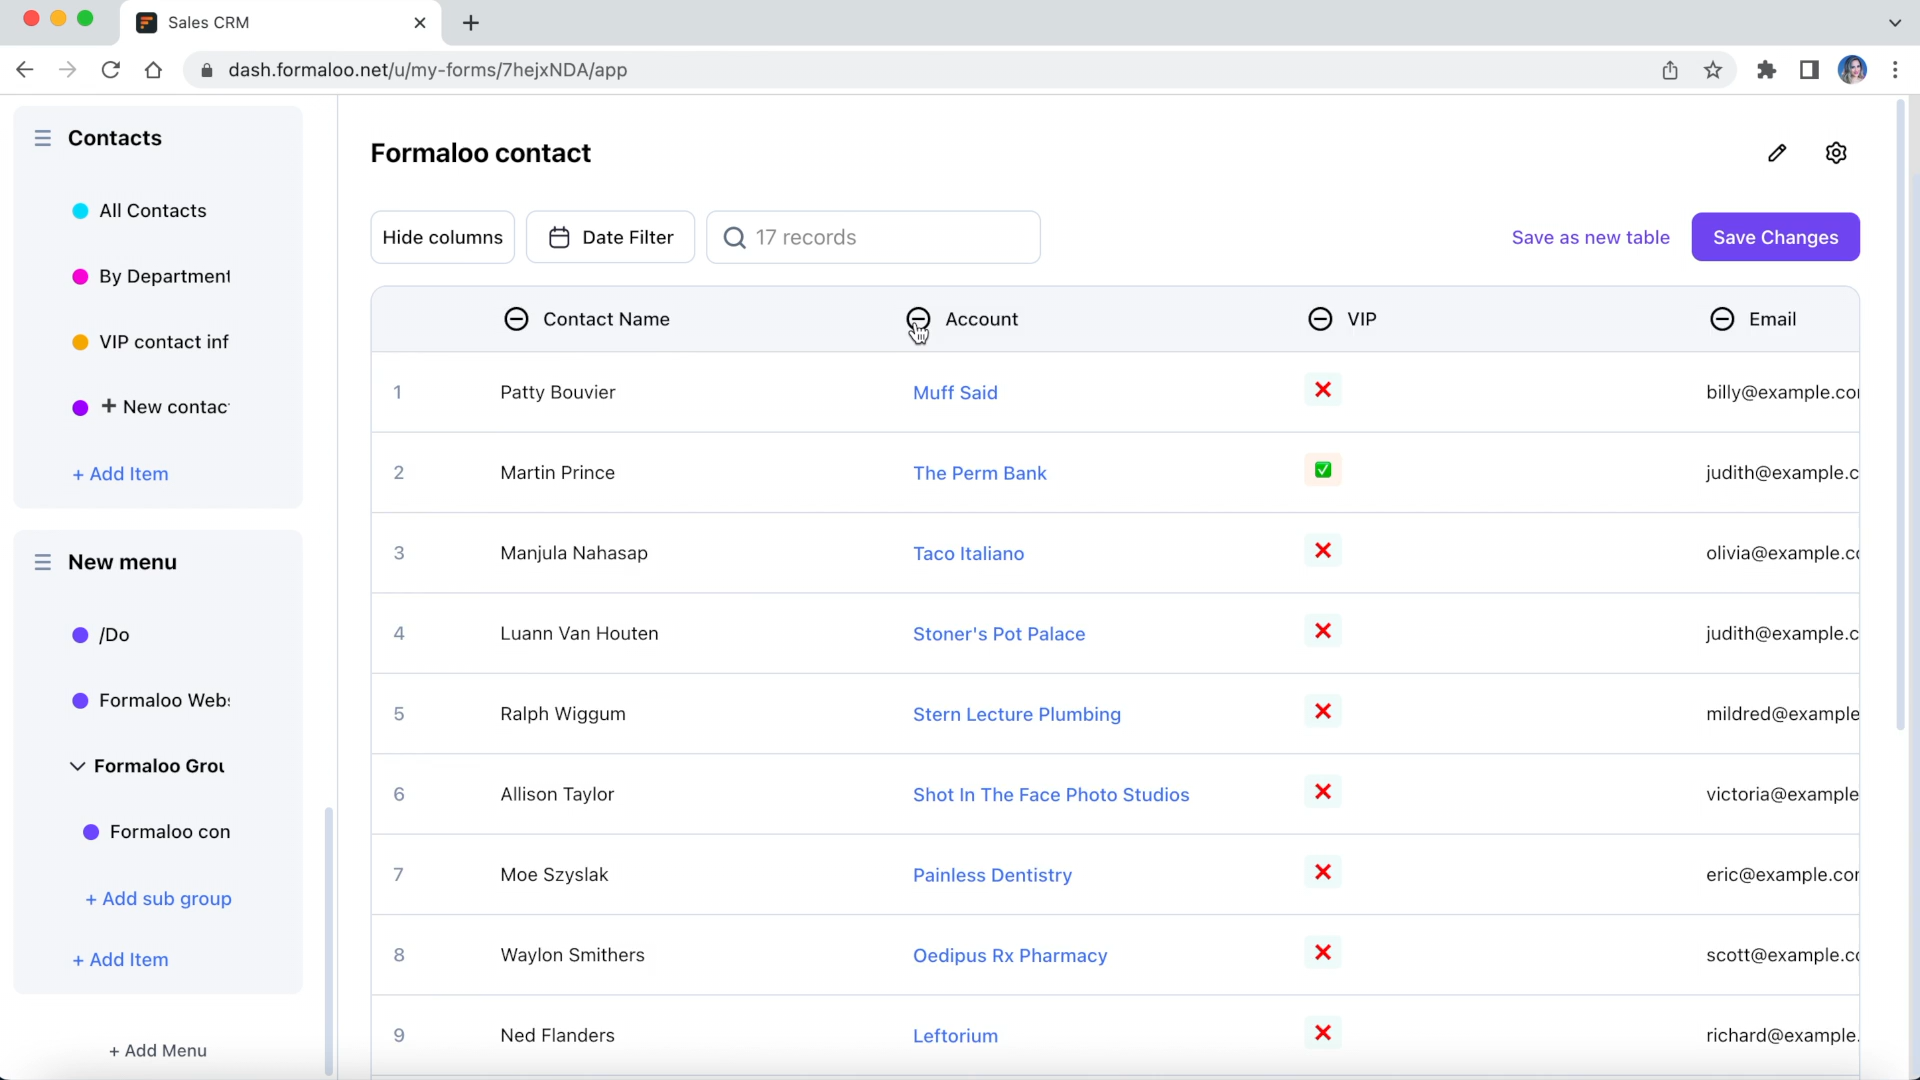 Sales CRM
dash.formaloo.net/u/my-forms/7hejxNDA/app
Contacts
All Contacts
By Department
VIP contact inf
+ New contac
+ Add Item
New menu
/Do
Formaloo Webs
Formaloo Grou
Formaloo con
+ Add sub group
+ Add Item
+ Add Menu
Formaloo contact
Hide columns Date Filter 17 records Save as new table Save Changes
Contact Name Account VIP Email
1 Patty Bouvier Muff Said billy@example.co
2 Martin Prince The Perm Bank judith@example.c
3 Manjula Nahasap Taco Italiano olivia@example.co
4 Luann Van Houten Stoner's Pot Palace judith@example.c
5 Ralph Wiggum Stern Lecture Plumbing mildred@example
6 Allison Taylor Shot In The Face Photo Studios victoria@example
7 Moe Szyslak Painless Dentistry eric@example.cor
8 Waylon Smithers Oedipus Rx Pharmacy scott@example.co
9 Ned Flanders Leftorium richard@example.